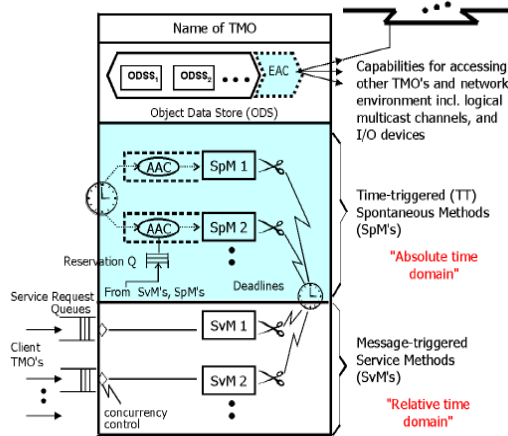 Name of TMO
ODSS1
ODSS2
EAC
Object Data Store (ODS)
Capabilities for accessing
other TMO's and network
environment incl. logical
multicast channels, and
I/O devices
AAC
SpM 1
AAC
SpM 2
Reservation Q
From SvM's, SpM's
Deadlines
Time-triggered (TT)
Spontaneous Methods
(SpM's)
"Absolute time
domain"
Service Request
Queues
SvM 1
Client
TMO's
SvM 2
concurrency
control
Message-triggered
Service Methods
(SvM's)
"Relative time
domain"